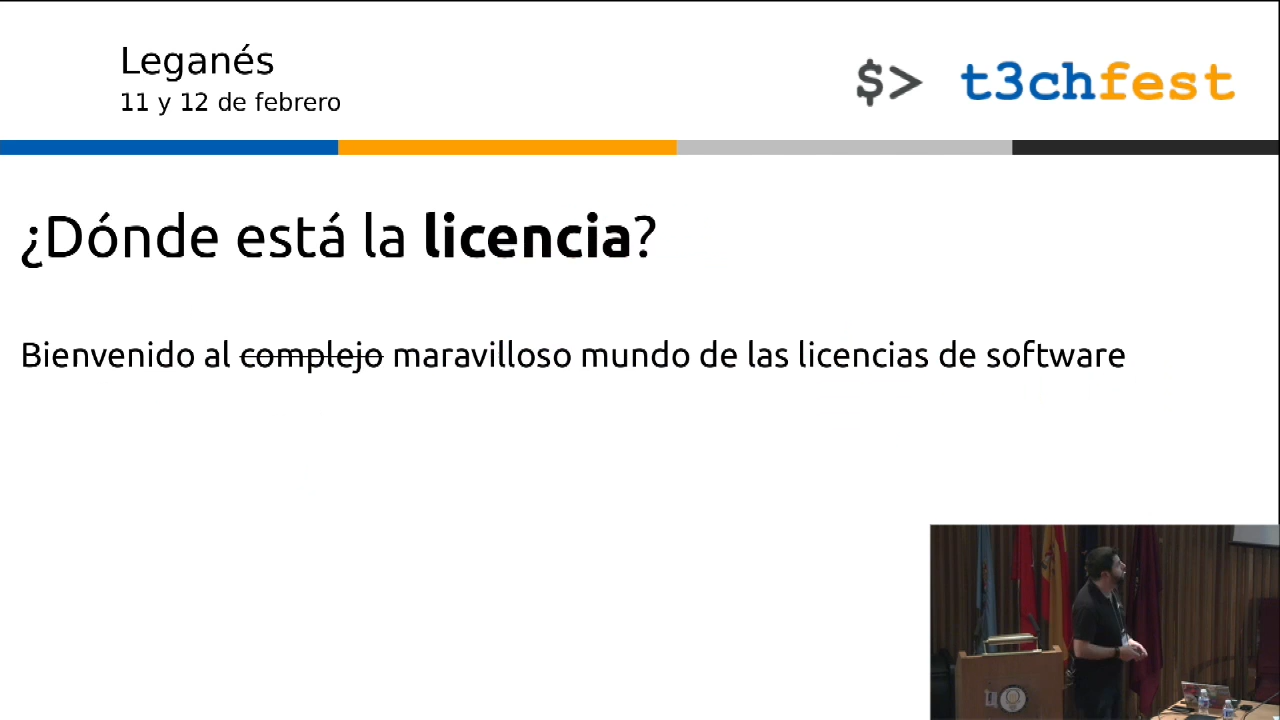 Leganés
11 y 12 de febrero
$> t3chfest
¿Dónde está la licencia?
Bienvenido al complejo maravilloso mundo de las licencias de software